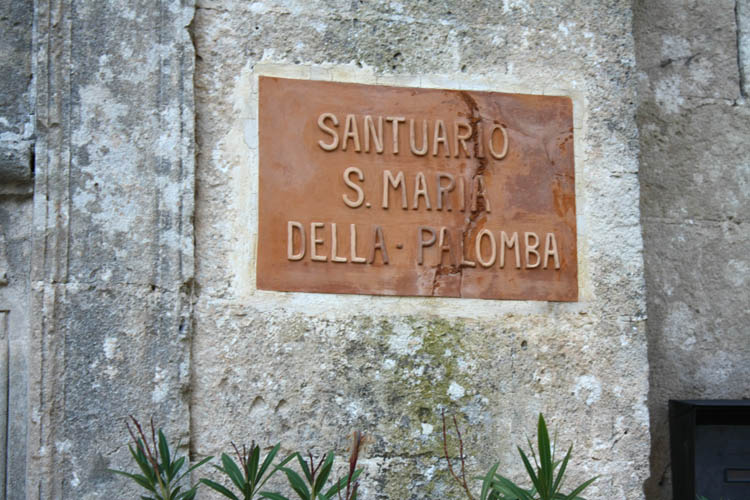 SANTUARIO
S. MARIA
DELLA - PALOMBA